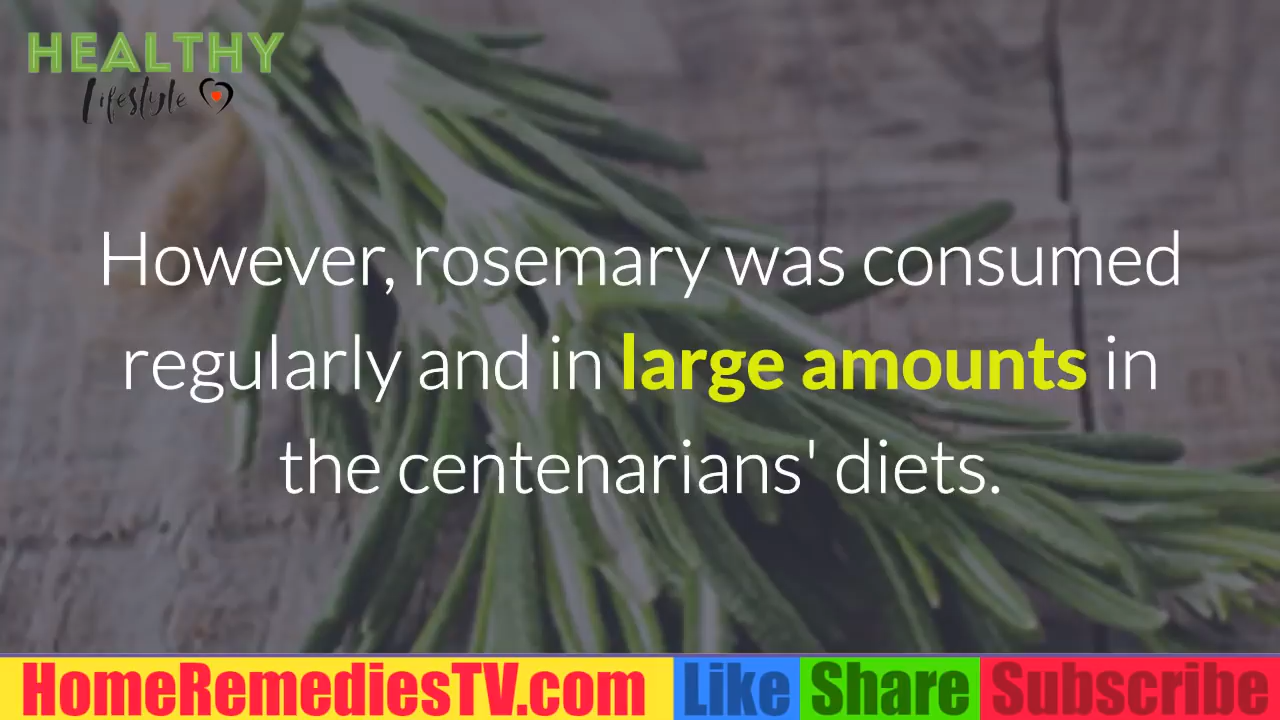 HEALTHY
Lifestyle
However, rosemary was consumed
regularly and in large amounts in
the centenarians' diets.
HomeRemediesTV.com Like Share Subscribe